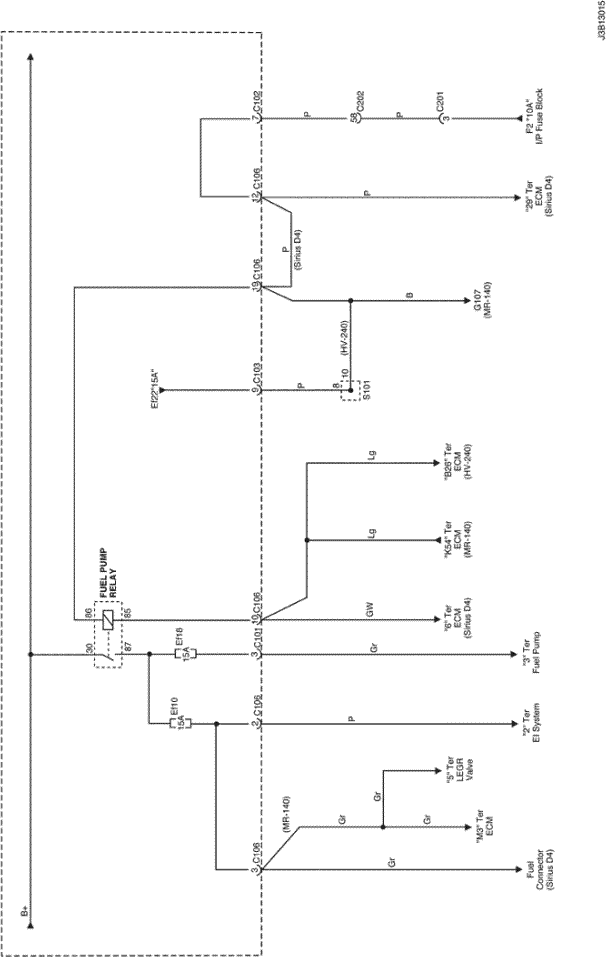 J3B13015
B+
FUEL PUMP
RELAY
30
86
87
85
Ef10
15A
Ef18
15A
Ef22"15A"
3 C106
2 C106
3 C101
10 C106
9 C103
19 C106
12 C106
7 C102
(MR-140)
Gr
Gr
Gr
Gr
P
Gr
GW
Lg
Lg
P
8
10
S101
(HV-240)
B
P
(Sirius D4)
P
P
58 C202
P
3 C201
Fuel
Connector
(Sirius D4)
"M3" Ter
ECM
"5" Ter
LEGR
Valve
"2" Ter
EI System
"3" Ter
Fuel Pump
"6" Ter
ECM
(Sirius D4)
"K54" Ter
ECM
(MR-140)
"B26" Ter
ECM
(HV-240)
G107
(MR-140)
"29" Ter
ECM
(Sirius D4)
F2 "10A"
I/P Fuse Block